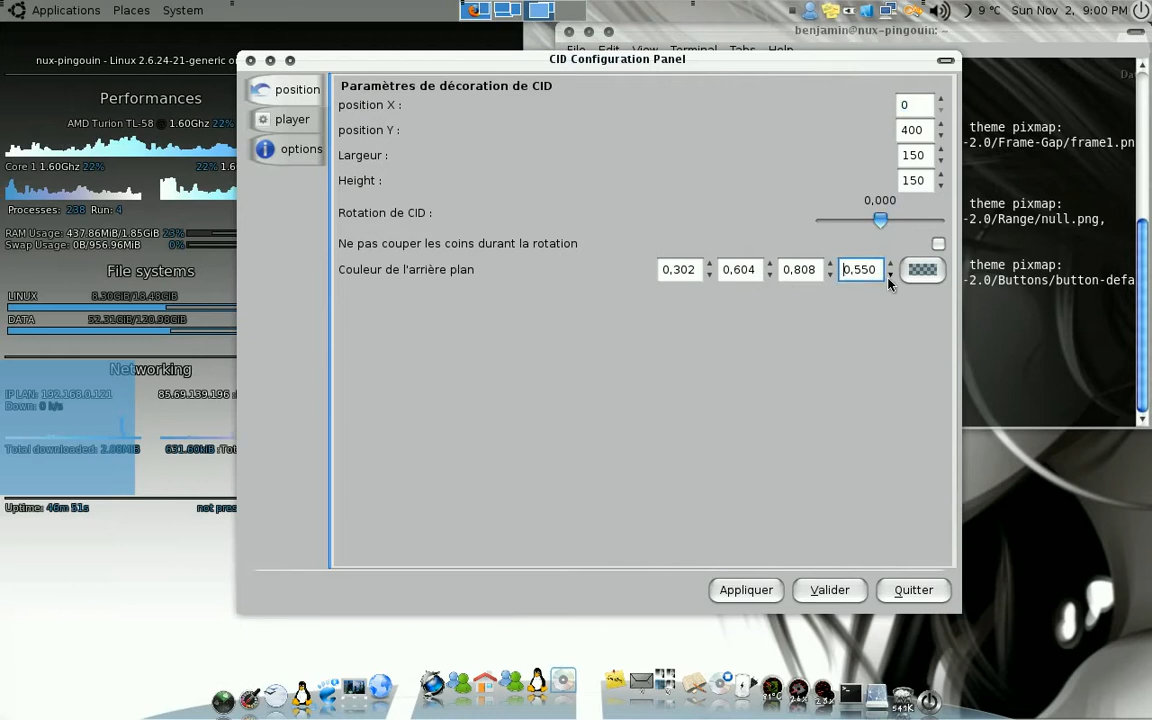 Applications Places System
9 °C Sun Nov 2, 9:00 PM
benjamin@nux-pingouin: ~
File Edit View Terminal Tabs Help
nux-pingouin - Linux 2.6.24-21-generic
CID Configuration Panel
Performances
AMD Turion TL-58 @ 1.60Ghz 22%
Core 1 1.60Ghz 22% 1.6
Processes: 238 Run: 4
RAM Usage: 437.86MiB/1.85GiB 23%
Swap Usage: 0B/956.96MiB 0%
File systems
LINUX 8.30GiB/18.48GiB
DATA 52.31GiB/120.98GiB
Networking
IP LAN: 192.168.0.121 85.69.139.196
Down: 0 k/s
Total downloaded: 2.08MiB 631.60kiB :Tot
Uptime: 46m 51s not pres
position
player
options
Paramètres de décoration de CID
position X : 0
position Y : 400
Largeur : 150
Height : 150
0,000
Rotation de CID :
Ne pas couper les coins durant la rotation
Couleur de l'arrière plan 0,302 0,604 0,808 0,550
Appliquer Valider Quitter
theme pixmap:
-2.0/Frame-Gap/frame1.pn
theme pixmap:
-2.0/Range/null.png,
theme pixmap:
-2.0/Buttons/button-defa